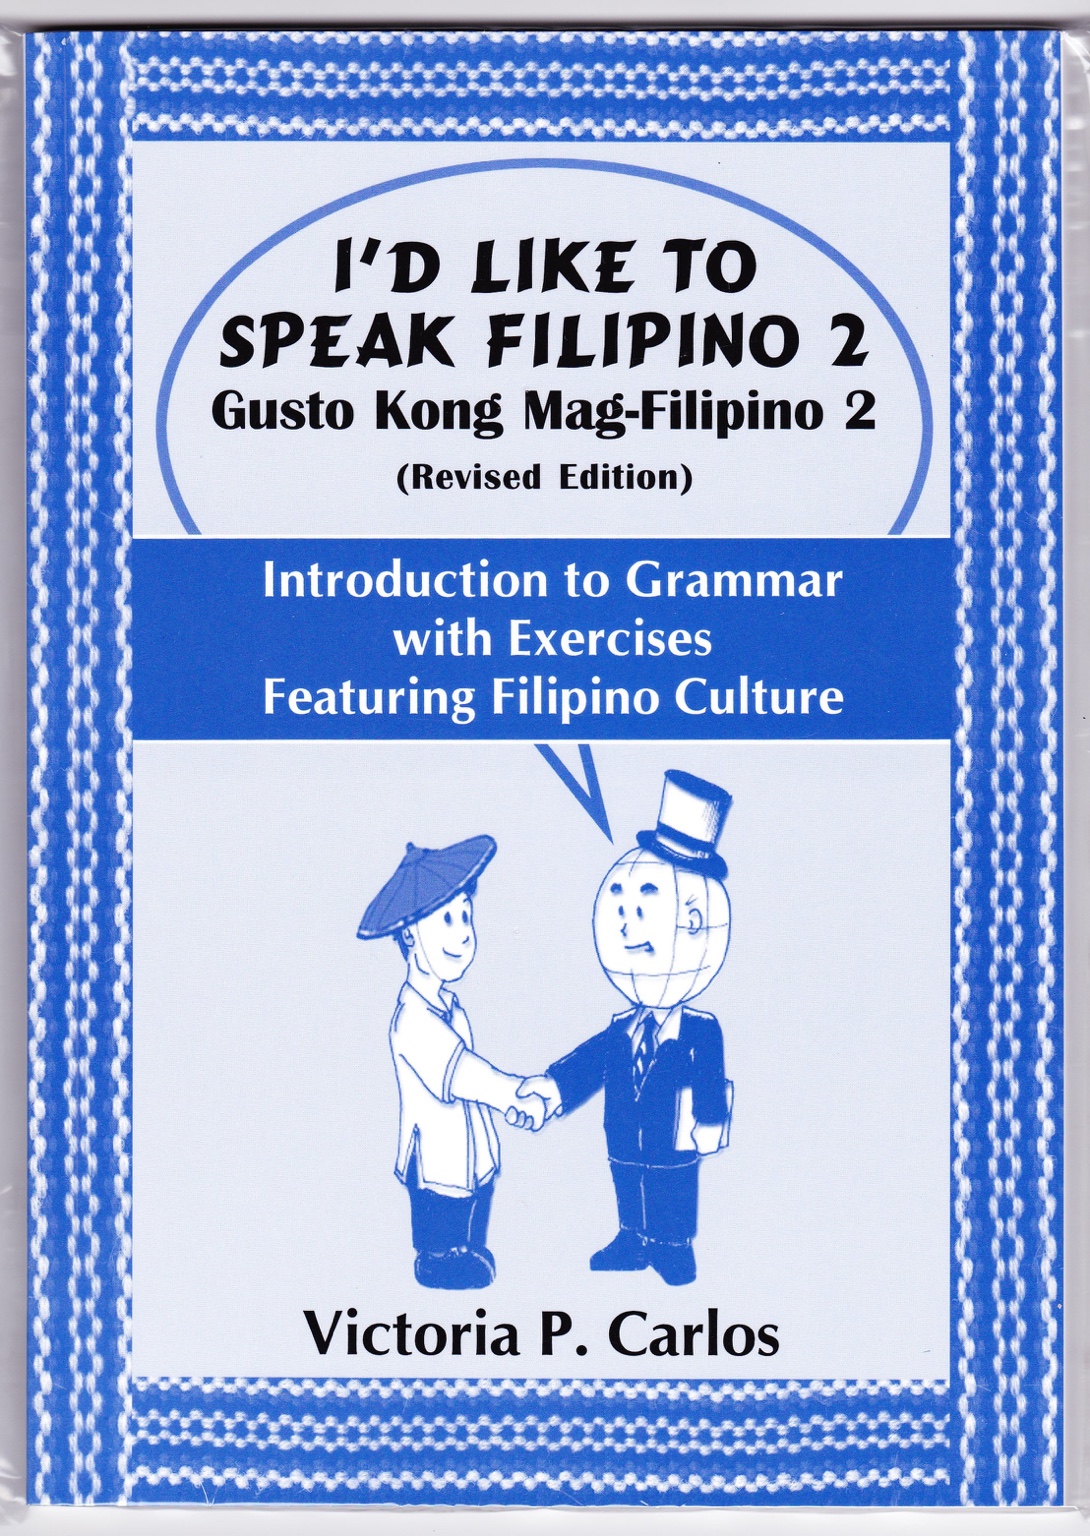 I'D LIKE TO
SPEAK FILIPINO 2
Gusto Kong Mag-Filipino 2
(Revised Edition)
Introduction to Grammar
with Exercises
Featuring Filipino Culture
Victoria P. Carlos